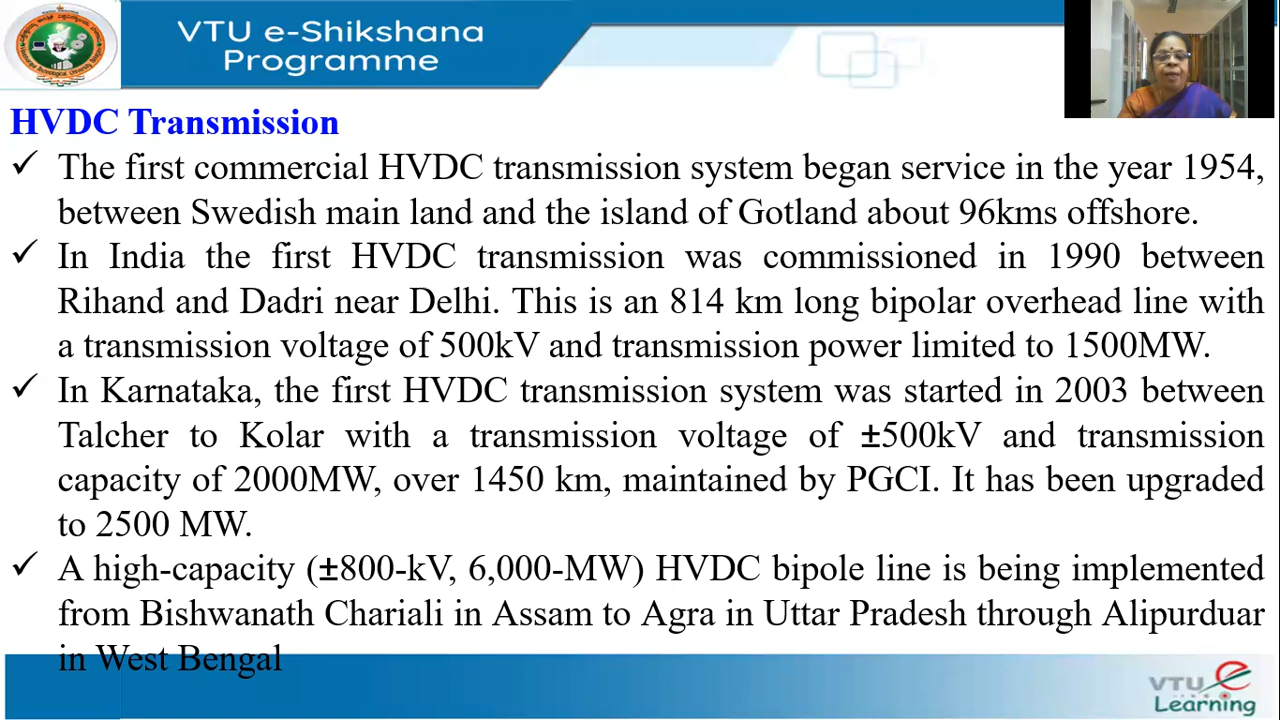 VTU e-Shikshana
Programme
HVDC Transmission
✓ The first commercial HVDC transmission system began service in the year 1954,
between Swedish main land and the island of Gotland about 96kms offshore.
✓ In India the first HVDC transmission was commissioned in 1990 between
Rihand and Dadri near Delhi. This is an 814 km long bipolar overhead line with
a transmission voltage of 500kV and transmission power limited to 1500MW.
✓ In Karnataka, the first HVDC transmission system was started in 2003 between
Talcher to Kolar with a transmission voltage of ±500kV and transmission
capacity of 2000MW, over 1450 km, maintained by PGCI. It has been upgraded
to 2500 MW.
✓ A high-capacity (±800-kV, 6,000-MW) HVDC bipole line is being implemented
from Bishwanath Chariali in Assam to Agra in Uttar Pradesh through Alipurduar
in West Bengal
VTU e
Learning